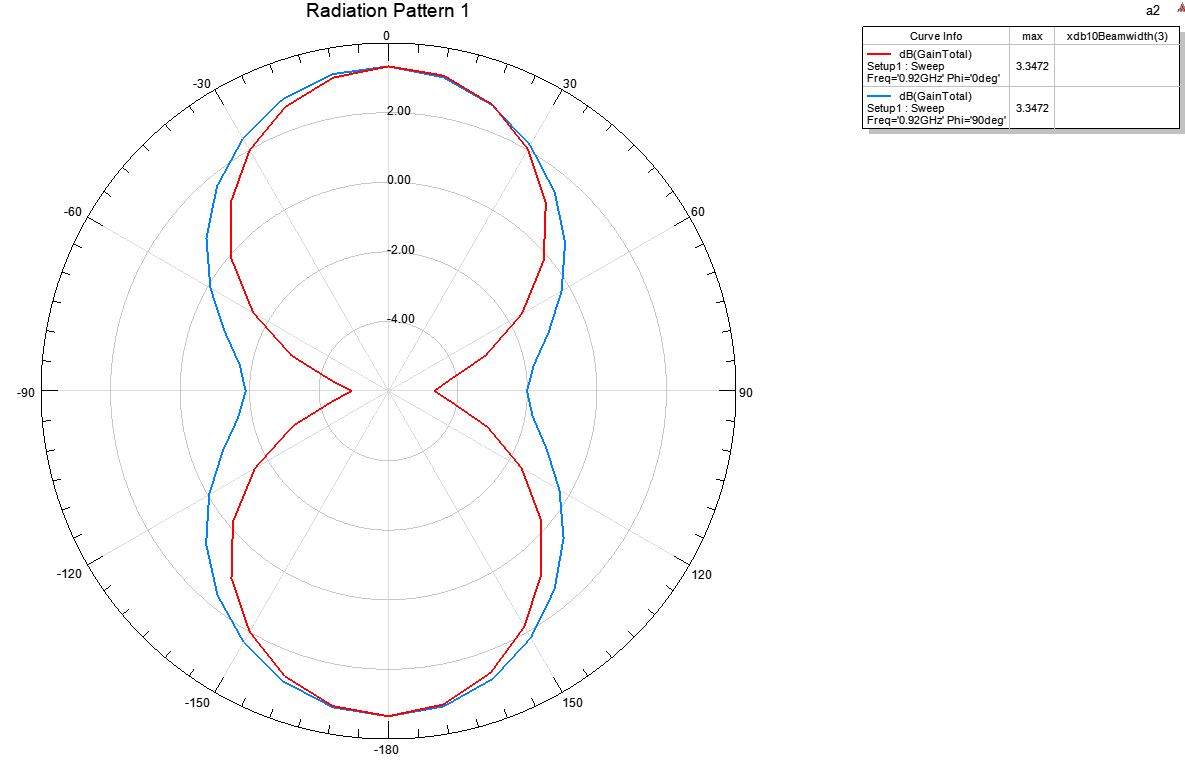 Radiation Pattern 1
a2
Curve Info max xdb10Beamwidth(3)
dB(GainTotal)
Setup1 : Sweep
Freq='0.92GHz' Phi='0deg'
3.3472
dB(GainTotal)
Setup1 : Sweep
Freq='0.92GHz' Phi='90deg'
3.3472
0
-30 30
2.00
0.00
-60 60
-2.00
-4.00
-90 90
-120 120
-150 150
-180